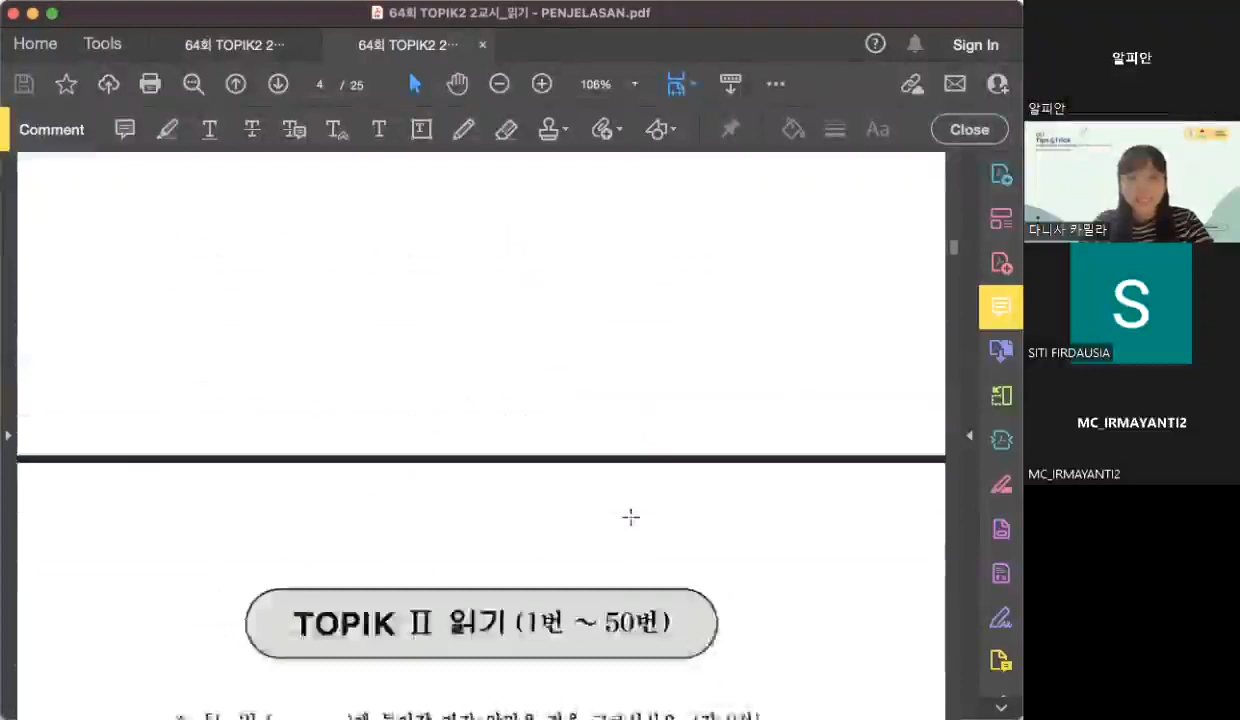 64회 TOPIK2 2교시_읽기 - PENJELASAN.pdf
Home
Tools
64회 TOPIK2 2···
64회 TOPIK2 2···
Sign In
4 / 25
106%
Comment
Aa
Close
TOPIK Ⅱ 읽기 (1번 ~ 50번)
알피안
알피안
다니사 카밀라
S
SITI FIRDAUSIA
MC_IRMAYANTI2
MC_IRMAYANTI2